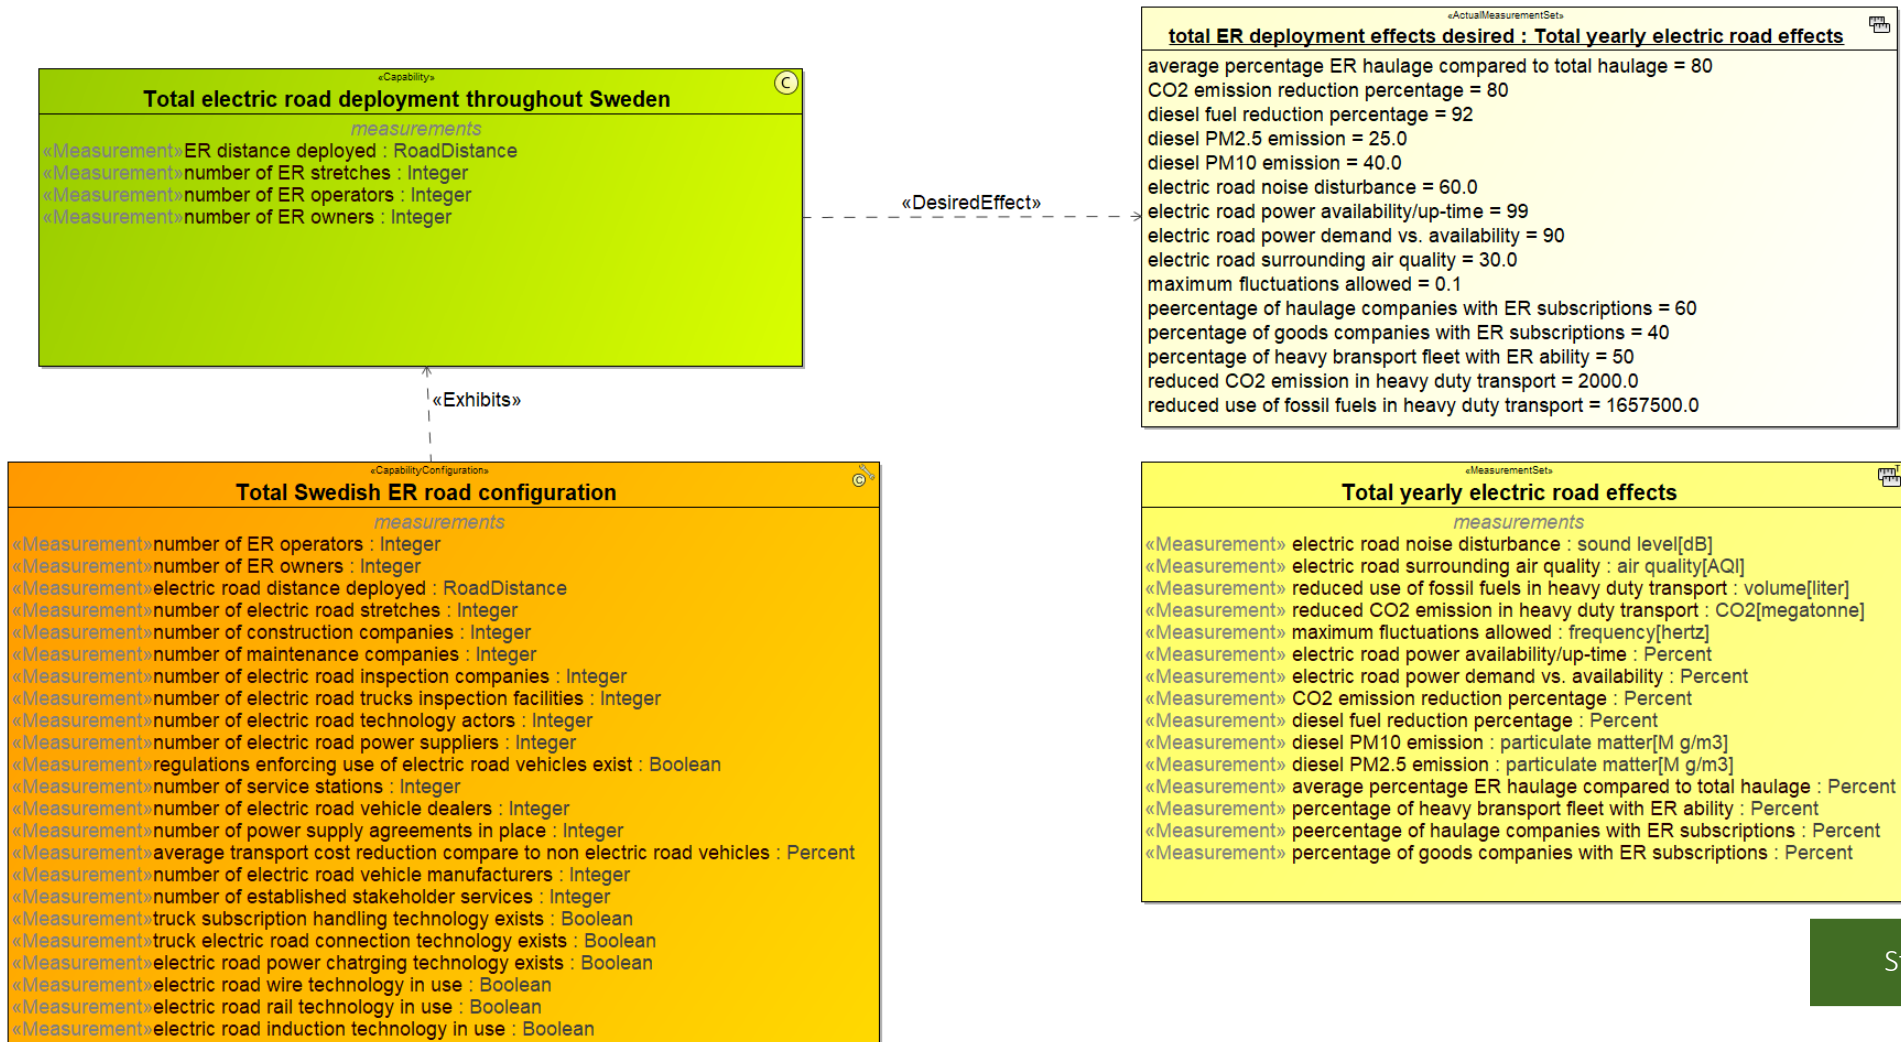 «Capability»
Total electric road deployment throughout Sweden
measurements
«Measurement»ER distance deployed : RoadDistance
«Measurement»number of ER stretches : Integer
«Measurement»number of ER operators : Integer
«Measurement»number of ER owners : Integer
C
«DesiredEffect»
«Exhibits»
«ActualMeasurementSet»
total ER deployment effects desired : Total yearly electric road effects
average percentage ER haulage compared to total haulage = 80
CO2 emission reduction percentage = 80
diesel fuel reduction percentage = 92
diesel PM2.5 emission = 25.0
diesel PM10 emission = 40.0
electric road noise disturbance = 60.0
electric road power availability/up-time = 99
electric road power demand vs. availability = 90
electric road surrounding air quality = 30.0
maximum fluctuations allowed = 0.1
peercentage of haulage companies with ER subscriptions = 60
percentage of goods companies with ER subscriptions = 40
percentage of heavy bransport fleet with ER ability = 50
reduced CO2 emission in heavy duty transport = 2000.0
reduced use of fossil fuels in heavy duty transport = 1657500.0
«CapabilityConfiguration»
C
Total Swedish ER road configuration
measurements
«Measurement»number of ER operators : Integer
«Measurement»number of ER owners : Integer
«Measurement»electric road distance deployed : RoadDistance
«Measurement»number of electric road stretches : Integer
«Measurement»number of construction companies : Integer
«Measurement»number of maintenance companies : Integer
«Measurement»number of electric road inspection companies : Integer
«Measurement»number of electric road trucks inspection facilities : Integer
«Measurement»number of electric road technology actors : Integer
«Measurement»number of electric road power suppliers : Integer
«Measurement»regulations enforcing use of electric road vehicles exist : Boolean
«Measurement»number of service stations : Integer
«Measurement»number of electric road vehicle dealers : Integer
«Measurement»number of power supply agreements in place : Integer
«Measurement»average transport cost reduction compare to non electric road vehicles : Percent
«Measurement»number of electric road vehicle manufacturers : Integer
«Measurement»number of established stakeholder services : Integer
«Measurement»truck subscription handling technology exists : Boolean
«Measurement»truck electric road connection technology exists : Boolean
«Measurement»electric road power chatrging technology exists : Boolean
«Measurement»electric road wire technology in use : Boolean
«Measurement»electric road rail technology in use : Boolean
«Measurement»electric road induction technology in use : Boolean
«MeasurementSet»
T
Total yearly electric road effects
measurements
«Measurement» electric road noise disturbance : sound level[dB]
«Measurement» electric road surrounding air quality : air quality[AQI]
«Measurement» reduced use of fossil fuels in heavy duty transport : volume[liter]
«Measurement» reduced CO2 emission in heavy duty transport : CO2[megatonne]
«Measurement» maximum fluctuations allowed : frequency[hertz]
«Measurement» electric road power availability/up-time : Percent
«Measurement» electric road power demand vs. availability : Percent
«Measurement» CO2 emission reduction percentage : Percent
«Measurement» diesel fuel reduction percentage : Percent
«Measurement» diesel PM10 emission : particulate matter[M g/m3]
«Measurement» diesel PM2.5 emission : particulate matter[M g/m3]
«Measurement» average percentage ER haulage compared to total haulage : Percent
«Measurement» percentage of heavy bransport fleet with ER ability : Percent
«Measurement» peercentage of haulage companies with ER subscriptions : Percent
«Measurement» percentage of goods companies with ER subscriptions : Percent